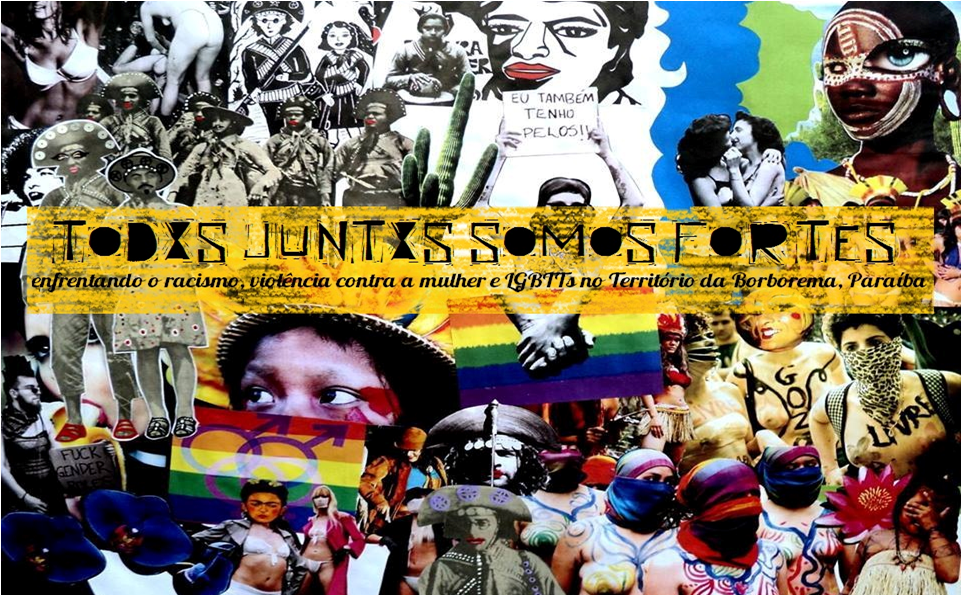 EU TAMBÉM
TENHO
PELOS!!
TODXS JUNTXS SOMOS FORTES
enfrentando o racismo, violência contra a mulher e LGBTTs no Território da Borborema, Paraíba
FUCK
GENDER
LIVRE